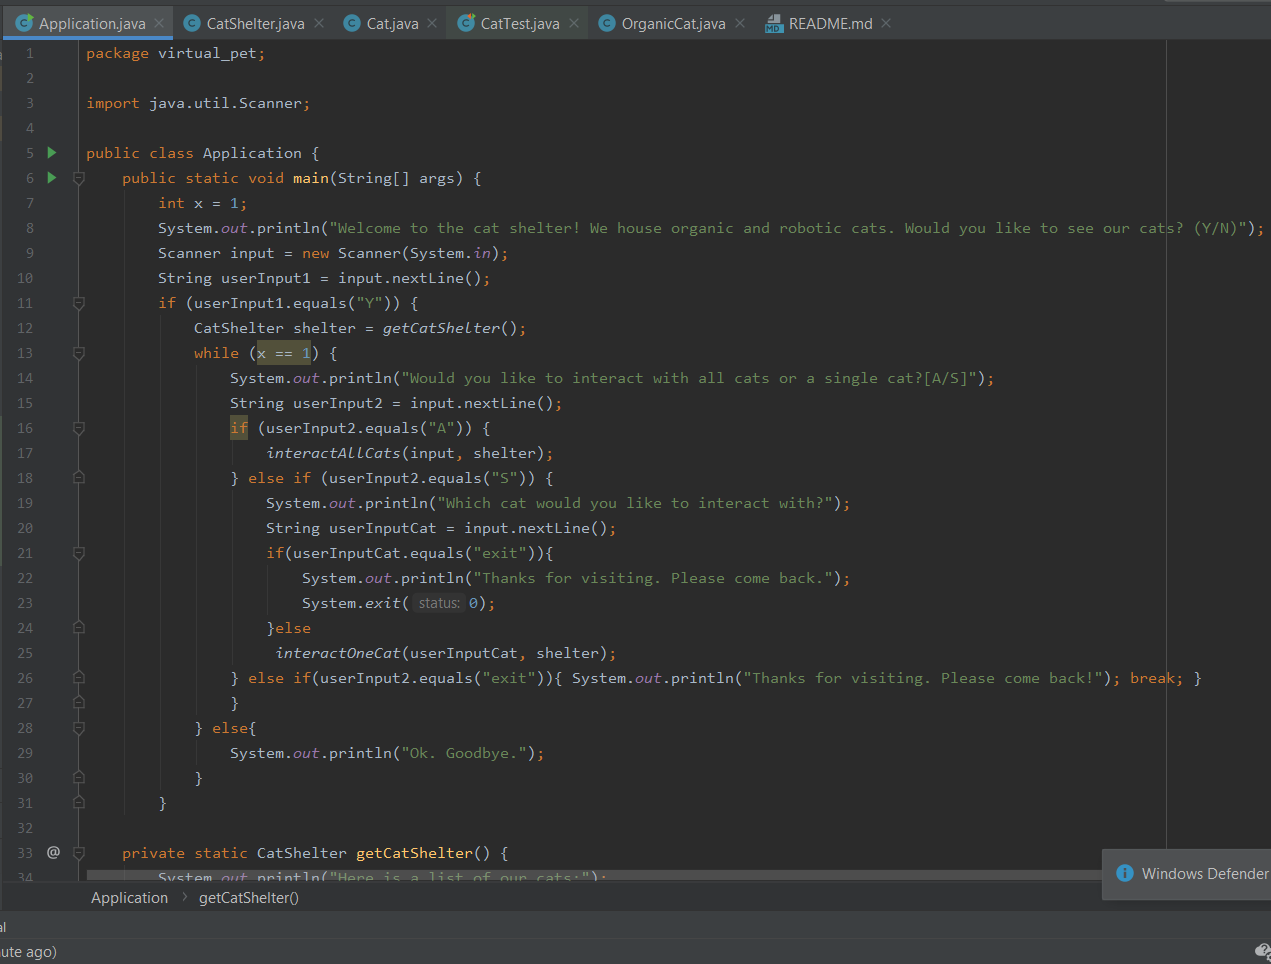 Application.java CatShelter.java Cat.java CatTest.java OrganicCat.java README.md
1 package virtual_pet;
2
3 import java.util.Scanner;
4
5 public class Application {
6 public static void main(String[] args) {
7 int x = 1;
8 System.out.println("Welcome to the cat shelter! We house organic and robotic cats. Would you like to see our cats? (Y/N)");
9 Scanner input = new Scanner(System.in);
10 String userInput1 = input.nextLine();
11 if (userInput1.equals("Y")) {
12 CatShelter shelter = getCatShelter();
13 while (x == 1) {
14 System.out.println("Would you like to interact with all cats or a single cat?[A/S]");
15 String userInput2 = input.nextLine();
16 if (userInput2.equals("A")) {
17 interactAllCats(input, shelter);
18 } else if (userInput2.equals("S")) {
19 System.out.println("Which cat would you like to interact with?");
20 String userInputCat = input.nextLine();
21 if(userInputCat.equals("exit")){
22 System.out.println("Thanks for visiting. Please come back.");
23 System.exit( status: 0);
24 }else
25 interactOneCat(userInputCat, shelter);
26 } else if(userInput2.equals("exit")){ System.out.println("Thanks for visiting. Please come back!"); break; }
27 }
28 } else{
29 System.out.println("Ok. Goodbye.");
30 }
31 }
32
33 @ private static CatShelter getCatShelter() {
34 System.out.println("Here is a list of our cats:");
Windows Defender
Application > getCatShelter()
al
ute ago)